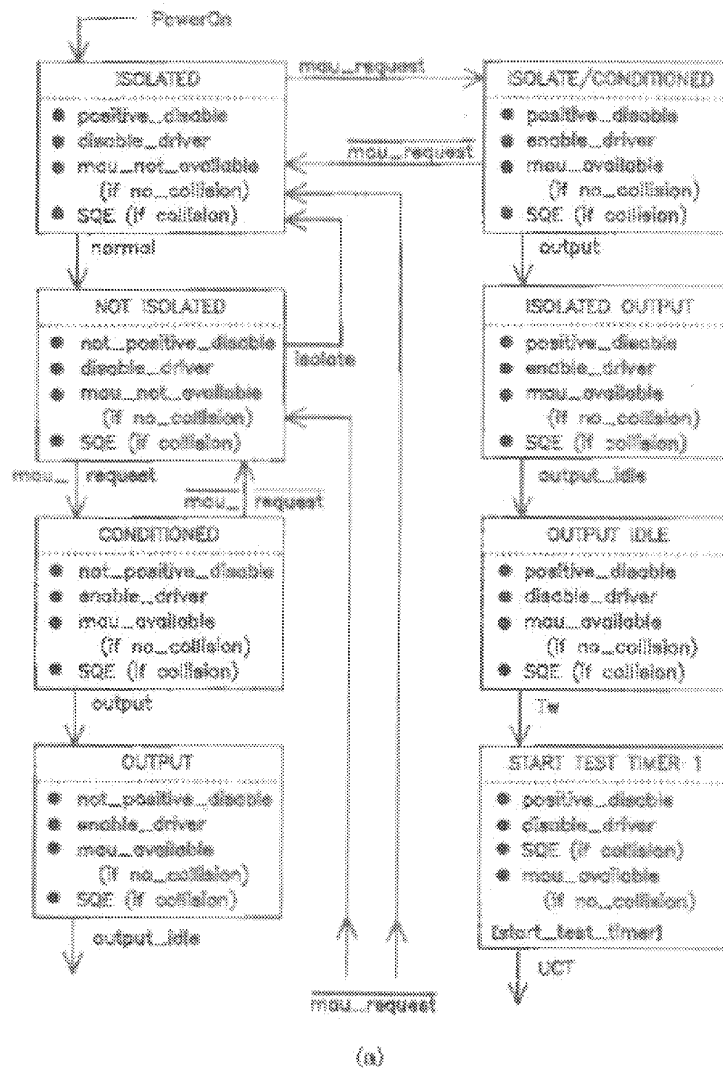 PowerOn
ISOLATED
● positive_disable
● disable_driver
● mau_not_available
(if no_collision)
● SQE (if collision)
mau_request
mau_request
ISOLATE/CONDITIONED
● positive_disable
● enable_driver
● mau_available
(if no_collision)
● SQE (if collision)
normal
output
NOT ISOLATED
● not_positive_disable
● disable_driver
● mau_not_available
(if no_collision)
● SQE (if collision)
isolate
ISOLATED OUTPUT
● positive_disable
● enable_driver
● mau_available
(if no_collision)
● SQE (if collision)
mau_ request
mau_ request
output_idle
CONDITIONED
● not_positive_disable
● enable_driver
● mau_available
(if no_collision)
● SQE (if collision)
OUTPUT IDLE
● positive_disable
● disable_driver
● mau_available
(if no_collision)
● SQE (if collision)
output
Tw
OUTPUT
● not_positive_disable
● enable_driver
● mau_available
(if no_collision)
● SQE (if collision)
START TEST TIMER 1
● positive_disable
● disable_driver
● SQE (if collision)
● mau_available
(if no_collision)
[start_test_timer]
output_idle
UCT
mau_request
(a)